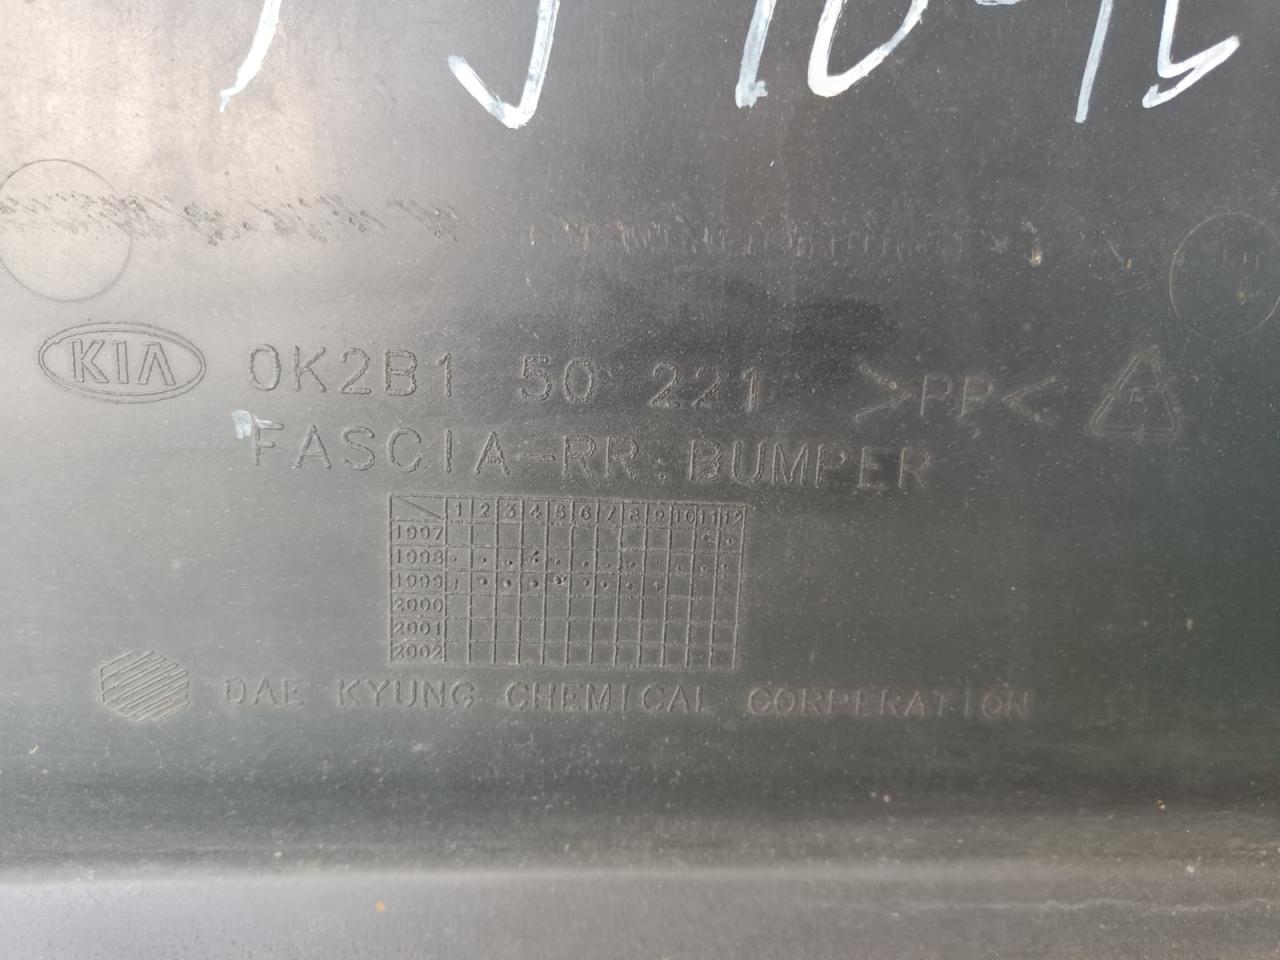 KIA 0K2B1 50 221 >PP<
FASCIA-RR.BUMPER
1 2 3 4 5 6 7 8 9 10 11 12
1997
1998
1999
2000
2001
2002
DAE KYUNG CHEMICAL CORPERATION